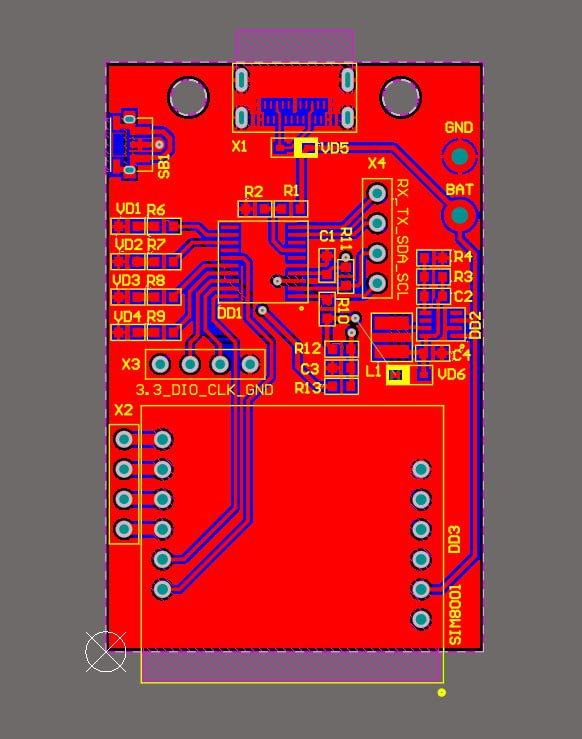 GND
X1
VD5
X4
SB1
BAT
R2 R1
RX_TX_SDA_SCL
VD1 R6
VD2 R7
C1
R11
R4
R3
C2
VD3 R8
DD1
R10
DD2
VD4 R9
R12
C4
X3
C3
L1
VD6
R13
3.3_DIO_CLK_GND
X2
DD3
SIM800l